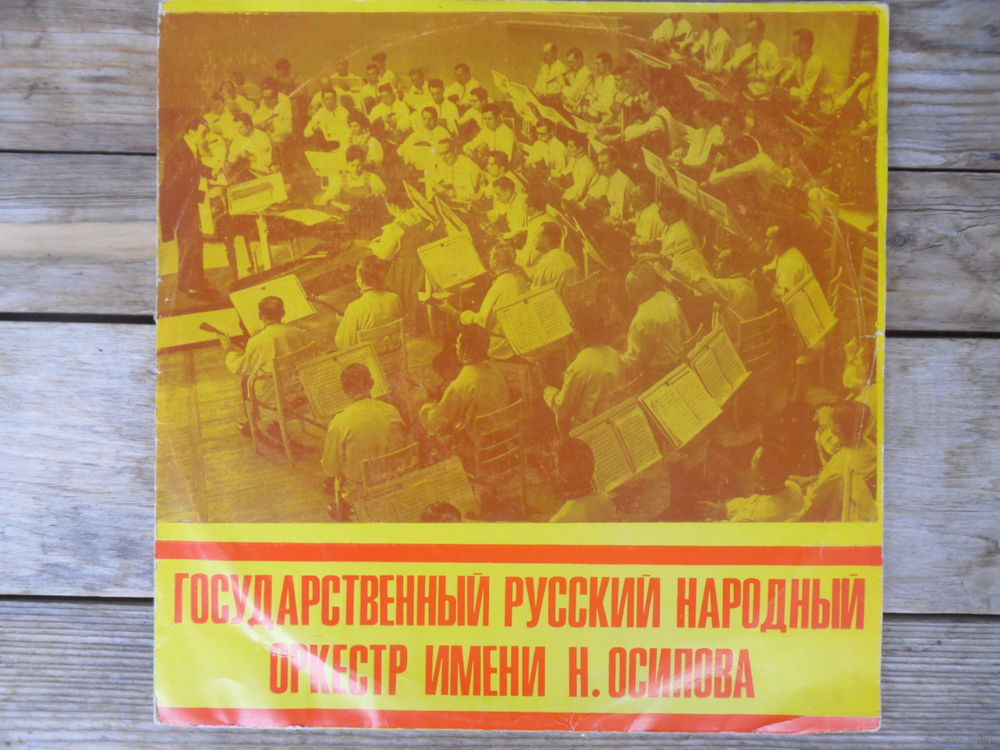 ГОСУДАРСТВЕННЫЙ РУССКИЙ НАРОДНЫЙ
ОРКЕСТР ИМЕНИ Н. ОСИПОВА